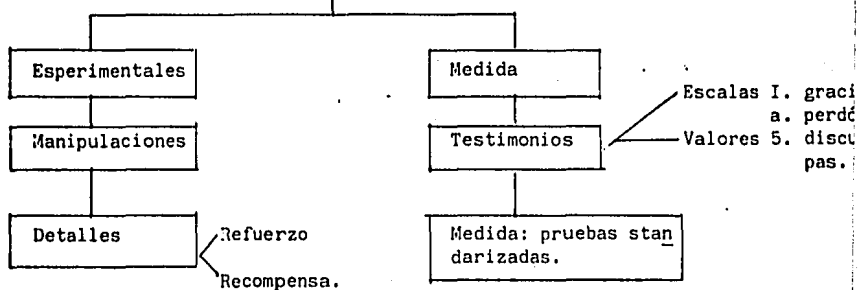 Esperimentales
Manipulaciones
Detalles
Refuerzo
Recompensa.
Medida
Testimonios
Escalas I. graci
a. perdó
Valores 5. discu
pas.
Medida: pruebas stan
darizadas.